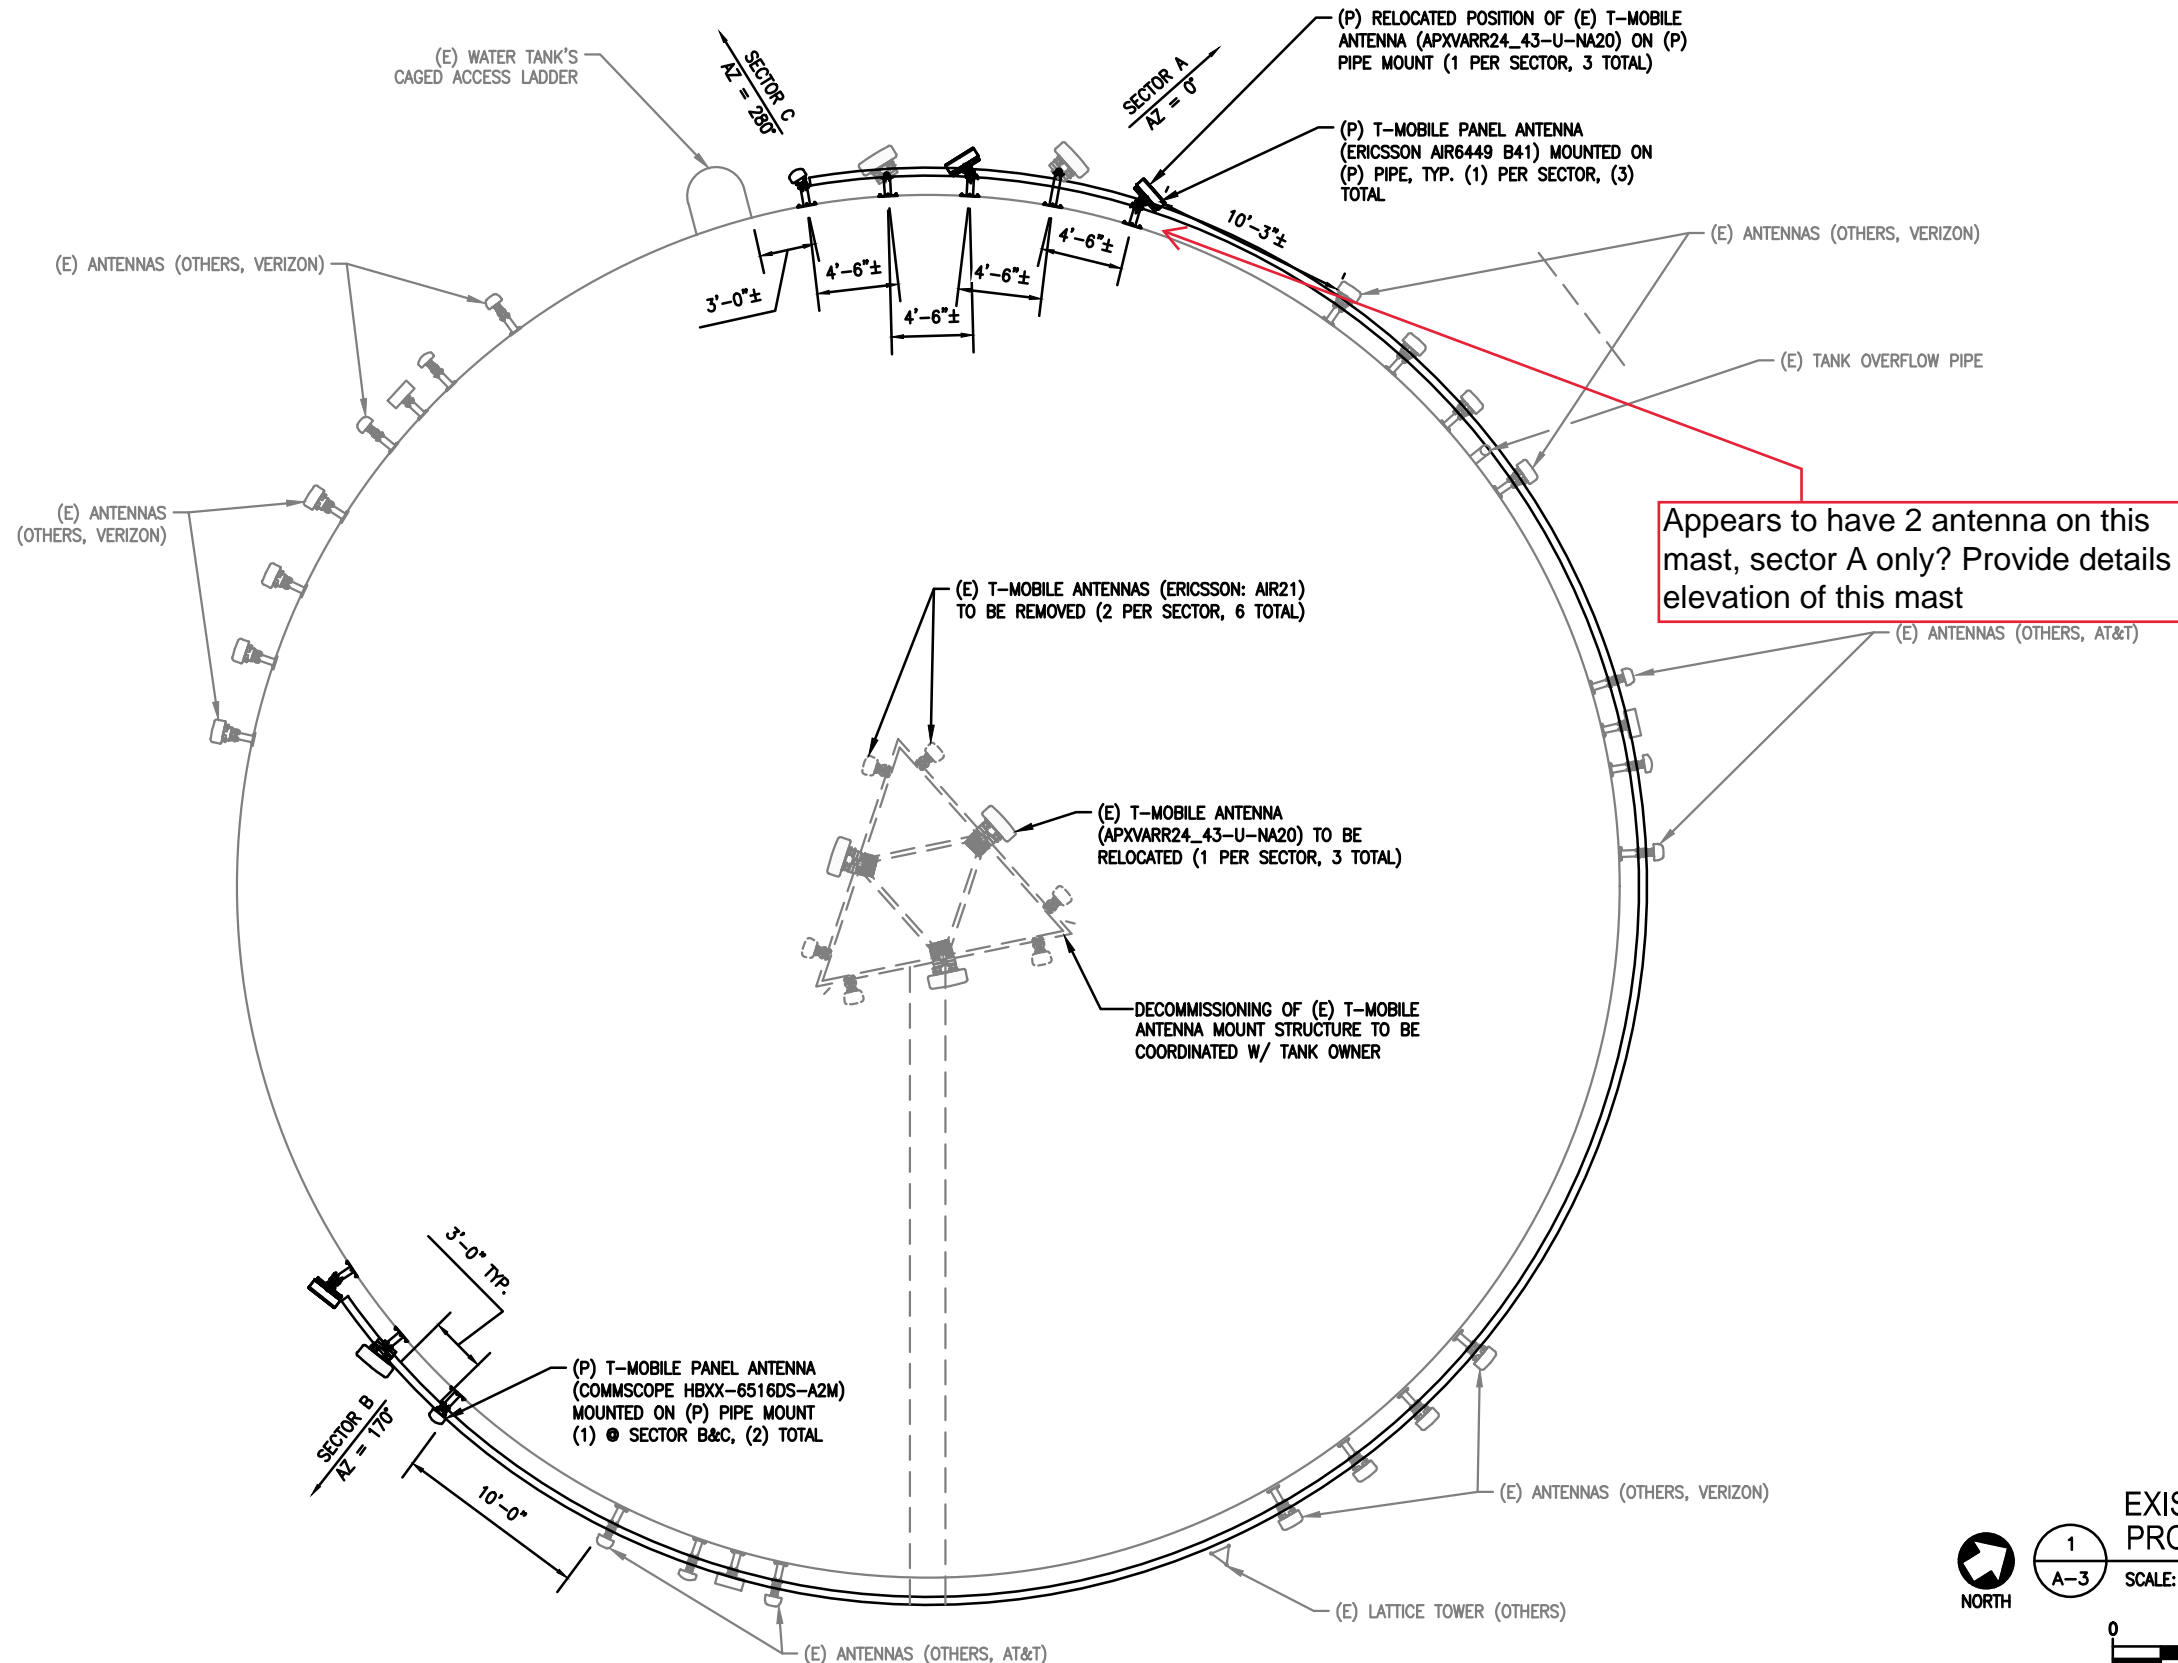 (P) RELOCATED POSITION OF (E) T-MOBILE
ANTENNA (APXVARR24_43-U-NA20) ON (P)
PIPE MOUNT (1 PER SECTOR, 3 TOTAL)
(E) WATER TANK'S
CAGED ACCESS LADDER
SECTOR C
AZ = 280°
SECTOR A
AZ = 0°
(P) T-MOBILE PANEL ANTENNA
(ERICSSON AIR6449 B41) MOUNTED ON
(P) PIPE, TYP. (1) PER SECTOR, (3)
TOTAL
10'-3"±
(E) ANTENNAS (OTHERS, VERIZON)
(E) ANTENNAS (OTHERS, VERIZON)
4'-6"±
4'-6"±
4'-6"±
3'-0"±
4'-6"±
(E) TANK OVERFLOW PIPE
(E) ANTENNAS
(OTHERS, VERIZON)
Appears to have 2 antenna on this
mast, sector A only? Provide details
elevation of this mast
(E) T-MOBILE ANTENNAS (ERICSSON: AIR21)
TO BE REMOVED (2 PER SECTOR, 6 TOTAL)
(E) ANTENNAS (OTHERS, AT&T)
(E) T-MOBILE ANTENNA
(APXVARR24_43-U-NA20) TO BE
RELOCATED (1 PER SECTOR, 3 TOTAL)
DECOMMISSIONING OF (E) T-MOBILE
ANTENNA MOUNT STRUCTURE TO BE
COORDINATED W/ TANK OWNER
3'-0" TYP.
(P) T-MOBILE PANEL ANTENNA
(COMMSCOPE HBXX-6516DS-A2M)
MOUNTED ON (P) PIPE MOUNT
(1) @ SECTOR B&C, (2) TOTAL
SECTOR B
AZ = 170°
10'-0"
(E) ANTENNAS (OTHERS, VERIZON)
EXIS
PRO
1
A-3
SCALE:
NORTH
(E) LATTICE TOWER (OTHERS)
0
(E) ANTENNAS (OTHERS, AT&T)